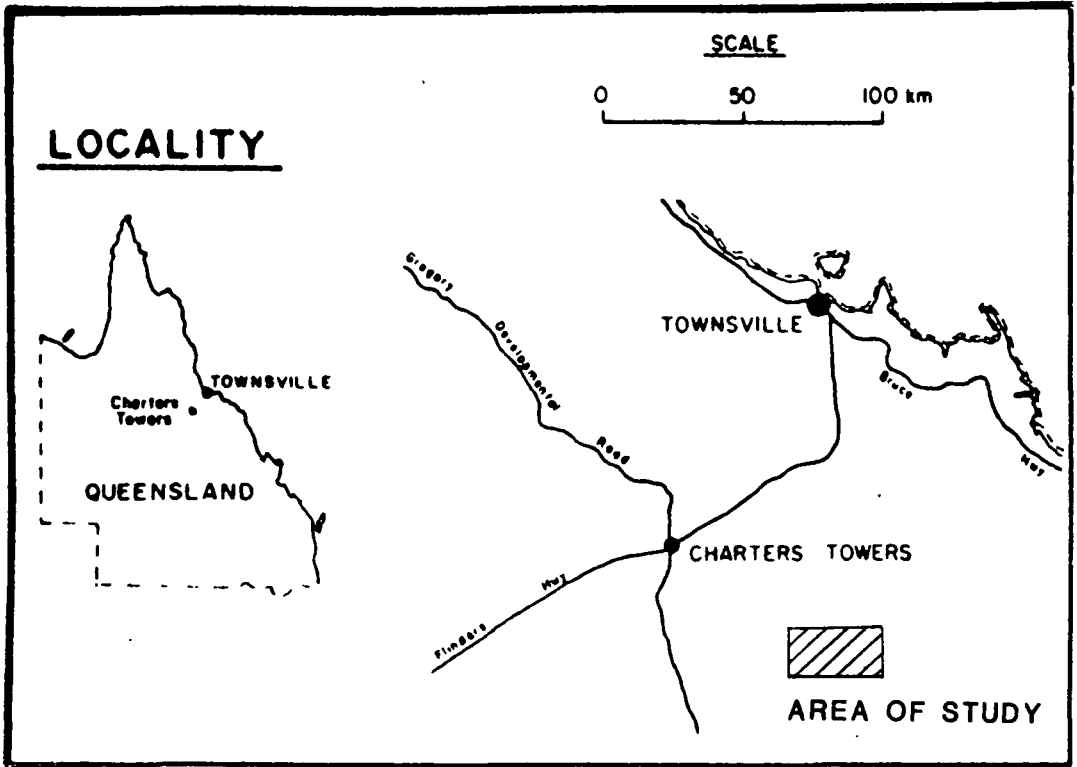 SCALE
0 50 100 km
LOCALITY
Gregory
Developmental
Road
TOWNSVILLE
Bruce
Hwy
TOWNSVILLE
Charters
Towers
QUEENSLAND
CHARTERS TOWERS
Hwy
Flinders
AREA OF STUDY